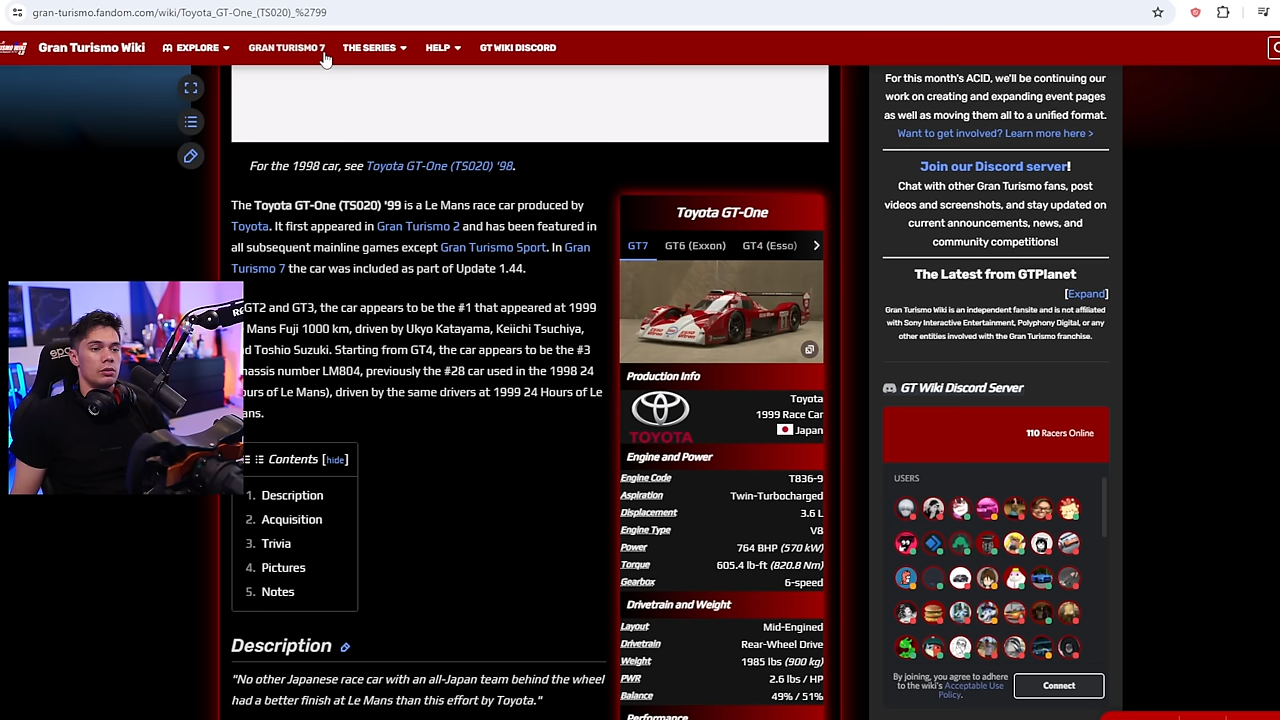 gran-turismo.fandom.com/wiki/Toyota_GT-One_(TS020)_%2799
Gran Turismo Wiki
EXPLORE
GRAN TURISMO 7
THE SERIES
HELP
GT WIKI DISCORD
For the 1998 car, see Toyota GT-One (TS020) '98.
The Toyota GT-One (TS020) '99 is a Le Mans race car produced by
Toyota. It first appeared in Gran Turismo 2 and has been featured in
all subsequent mainline games except Gran Turismo Sport. In Gran
Turismo 7 the car was included as part of Update 1.44.
GT2 and GT3, the car appears to be the #1 that appeared at 1999
Mans Fuji 1000 km, driven by Ukyo Katayama, Keiichi Tsuchiya,
d Toshio Suzuki. Starting from GT4, the car appears to be the #3
hassis number LM804, previously the #28 car used in the 1998 24
ours of Le Mans), driven by the same drivers at 1999 24 Hours of Le
ans.
Contents [hide]
1. Description
2. Acquisition
3. Trivia
4. Pictures
5. Notes
Description
"No other Japanese race car with an all-Japan team behind the wheel
had a better finish at Le Mans than this effort by Toyota."
Toyota GT-One
GT7 GT6 (Exxon) GT4 (Esso)
Production Info
TOYOTA
Toyota
1999 Race Car
Japan
Engine and Power
Engine Code T836-9
Aspiration Twin-Turbocharged
Displacement 3.6 L
Engine Type V8
Power 764 BHP (570 kW)
Torque 605.4 lb-ft (820.8 Nm)
Gearbox 6-speed
Drivetrain and Weight
Layout Mid-Engined
Drivetrain Rear-Wheel Drive
Weight 1985 lbs (900 kg)
PWR 2.6 lbs / HP
Balance 49% / 51%
Performance
For this month's ACID, we'll be continuing our
work on creating and expanding event pages
as well as moving them all to a unified format.
Want to get involved? Learn more here >
Join our Discord server!
Chat with other Gran Turismo fans, post
videos and screenshots, and stay updated on
current announcements, news, and
community competitions!
The Latest from GTPlanet
[Expand]
Gran Turismo Wiki is an independent fansite and is not affiliated
with Sony Interactive Entertainment, Polyphony Digital, or any
other entities involved with the Gran Turismo franchise.
GT Wiki Discord Server
110 Racers Online
USERS
By joining, you agree to adhere
to the wiki's Acceptable Use
Policy.
Connect